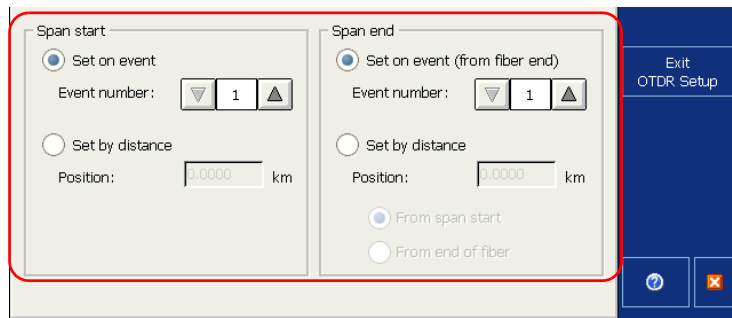 Span start
Set on event
Event number:
1
Set by distance
Position:
0.0000
km
Span end
Set on event (from fiber end)
Event number:
1
Set by distance
Position:
0.0000
km
From span start
From end of fiber
Exit
OTDR Setup
?